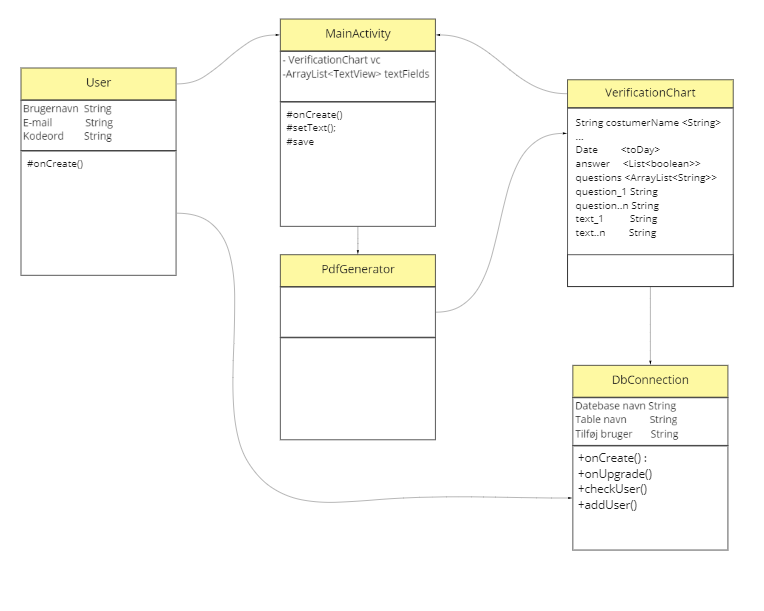 MainActivity
- VerificationChart vc
-ArrayList<TextView> textFields
#onCreate()
#setText();
#save
User
Brugernavn String
E-mail String
Kodeord String
#onCreate()
VerificationChart
String costumerName <String>
...
Date <toDay>
answer <List<boolean>>
questions <ArrayList<String>>
question_1 String
question..n String
text_1 String
text..n String
PdfGenerator
DbConnection
Datebase navn String
Table navn String
Tilføj bruger String
+onCreate() :
+onUpgrade()
+checkUser()
+addUser()